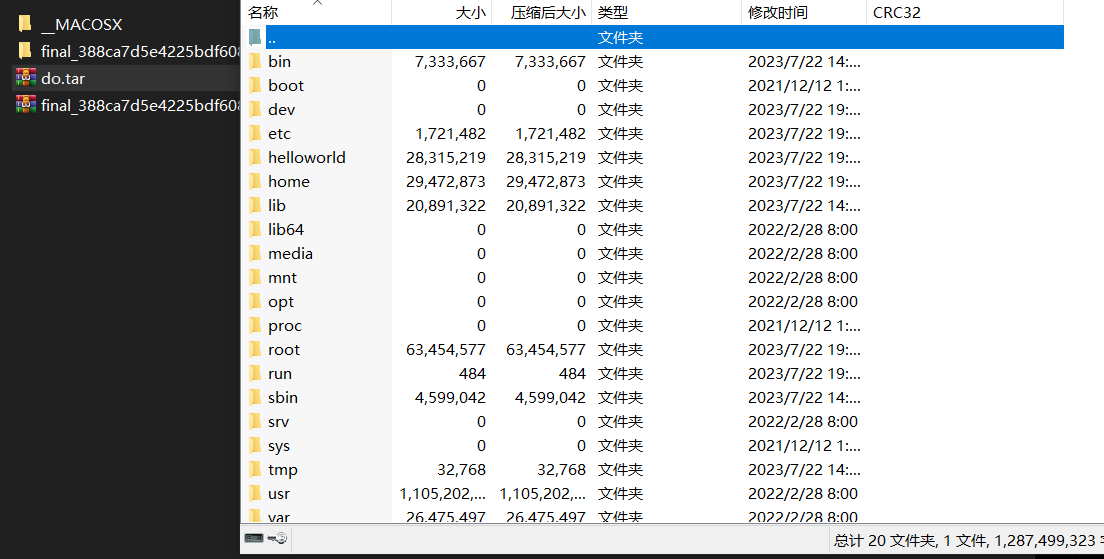 __MACOSX
final_388ca7d5e4225bdf608
do.tar
final_388ca7d5e4225bdf608
名称 大小 压缩后大小 类型 修改时间 CRC32
.. 文件夹
bin 7,333,667 7,333,667 文件夹 2023/7/22 14:...
boot 0 0 文件夹 2021/12/12 1:...
dev 0 0 文件夹 2023/7/22 19:...
etc 1,721,482 1,721,482 文件夹 2023/7/22 19:...
helloworld 28,315,219 28,315,219 文件夹 2023/7/22 19:...
home 29,472,873 29,472,873 文件夹 2023/7/22 19:...
lib 20,891,322 20,891,322 文件夹 2023/7/22 14:...
lib64 0 0 文件夹 2022/2/28 8:00
media 0 0 文件夹 2022/2/28 8:00
mnt 0 0 文件夹 2022/2/28 8:00
opt 0 0 文件夹 2022/2/28 8:00
proc 0 0 文件夹 2021/12/12 1:...
root 63,454,577 63,454,577 文件夹 2023/7/22 19:...
run 484 484 文件夹 2023/7/22 19:...
sbin 4,599,042 4,599,042 文件夹 2023/7/22 14:...
srv 0 0 文件夹 2022/2/28 8:00
sys 0 0 文件夹 2021/12/12 1:...
tmp 32,768 32,768 文件夹 2023/7/22 14:...
usr 1,105,202,... 1,105,202,... 文件夹 2022/2/28 8:00
var 26,475,497 26,475,497 文件夹 2022/2/28 8:00
总计 20 文件夹, 1 文件, 1,287,499,323